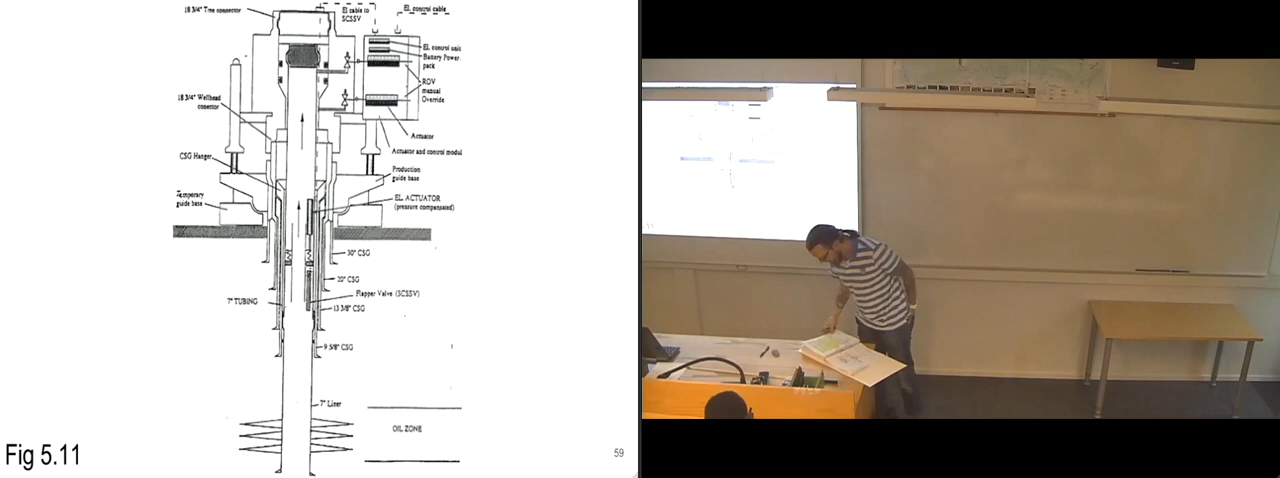 18 3/4" Tree connector
El cable to
SCSSV
EL control cable
EL control unit
Battery Power
pack
ROV
manual
Override
18 3/4" Wellhead
conector
Actuator
Actuator and control modul
CSG Hanger
Production
guide base
Temporary
guide base
EL. ACTUATOR
(pressure compensated)
30" CSG
20" CSG
Flapper Valve (SCSSV)
7" TUBING
13 3/8" CSG
9 5/8" CSG
7" Liner
OIL ZONE
Fig 5.11
59